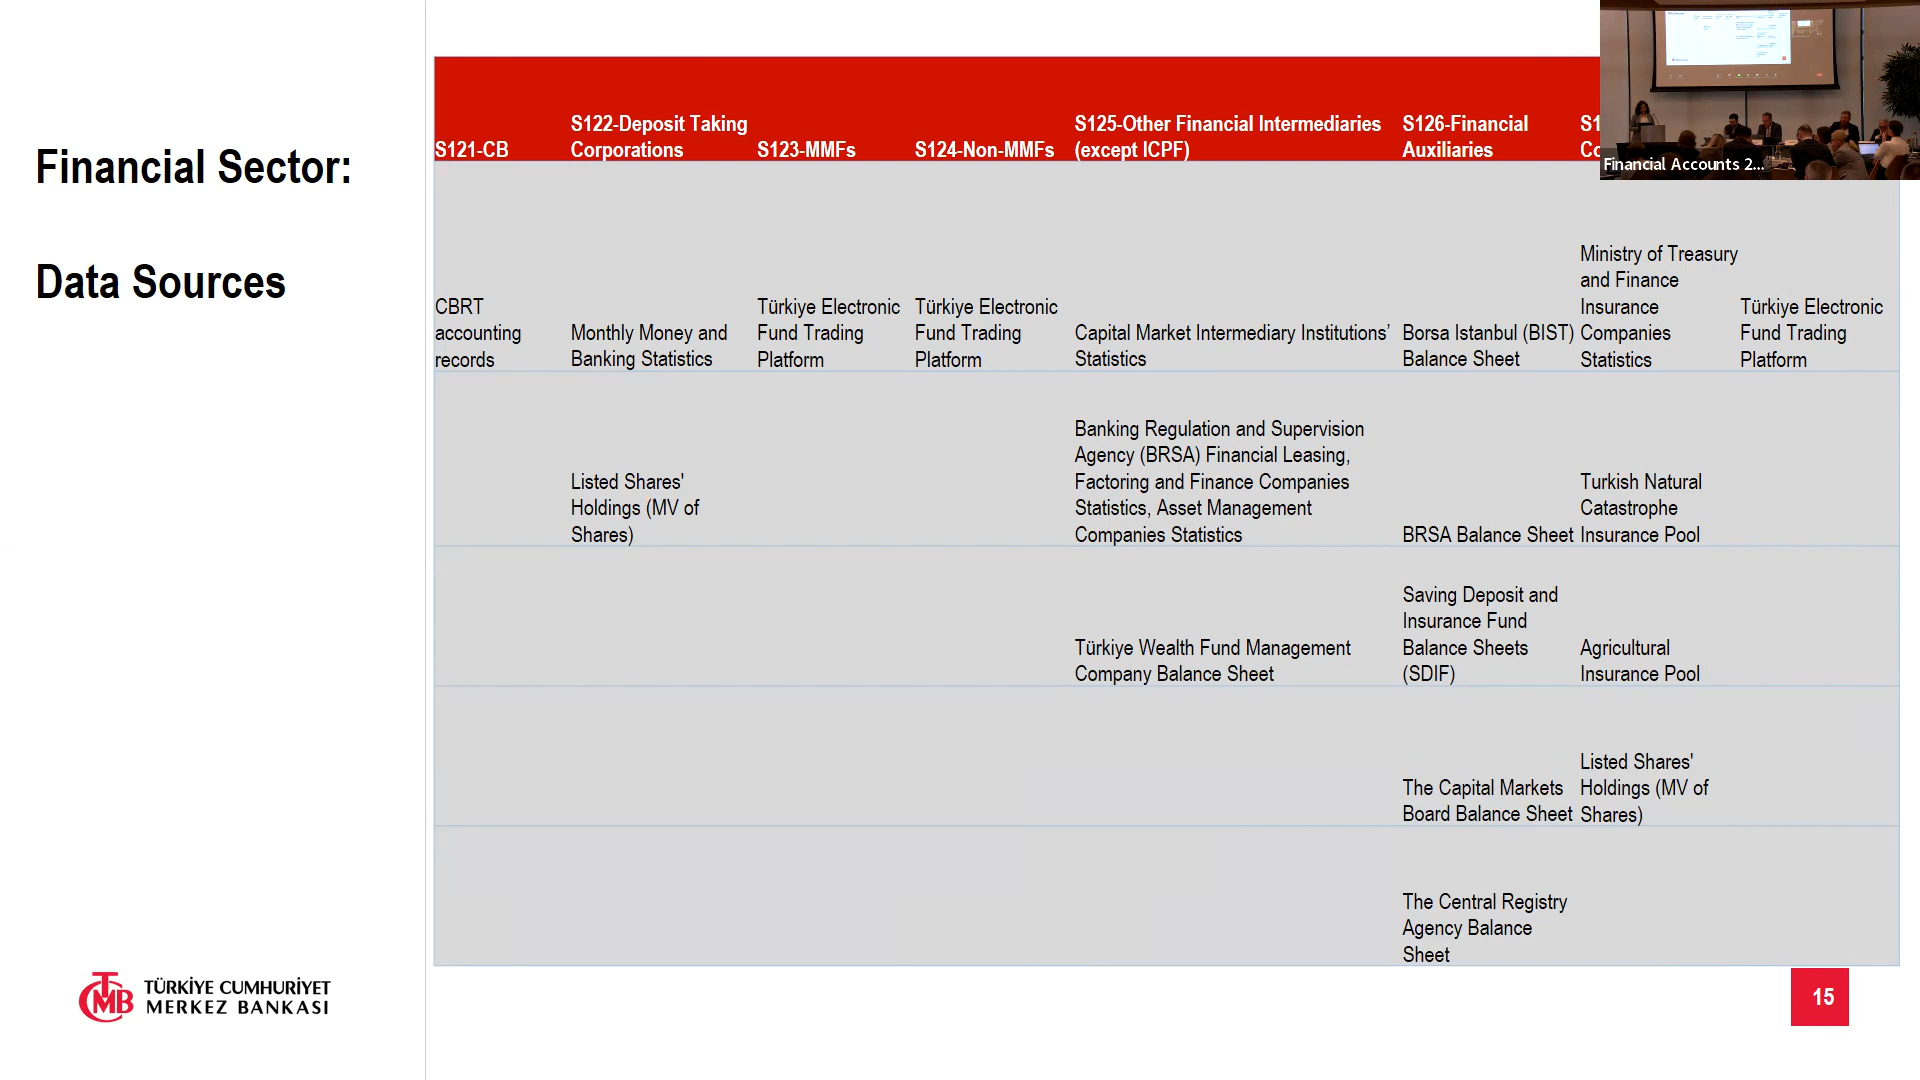 Financial Sector:
Data Sources
S121-CB
S122-Deposit Taking
Corporations
S123-MMFs
S124-Non-MMFs
S125-Other Financial Intermediaries
(except ICPF)
S126-Financial
Auxiliaries
CBRT
accounting
records
Monthly Money and
Banking Statistics
Türkiye Electronic
Fund Trading
Platform
Türkiye Electronic
Fund Trading
Platform
Capital Market Intermediary Institutions’
Statistics
Borsa Istanbul (BIST)
Balance Sheet
Ministry of Treasury
and Finance
Insurance
Companies
Statistics
Türkiye Electronic
Fund Trading
Platform
Listed Shares'
Holdings (MV of
Shares)
Banking Regulation and Supervision
Agency (BRSA) Financial Leasing,
Factoring and Finance Companies
Statistics, Asset Management
Companies Statistics
BRSA Balance Sheet
Turkish Natural
Catastrophe
Insurance Pool
Türkiye Wealth Fund Management
Company Balance Sheet
Saving Deposit and
Insurance Fund
Balance Sheets
(SDIF)
Agricultural
Insurance Pool
The Capital Markets
Board Balance Sheet
Listed Shares'
Holdings (MV of
Shares)
The Central Registry
Agency Balance
Sheet
Financial Accounts 2...
TCMB
TÜRKİYE CUMHURİYET
MERKEZ BANKASI
15